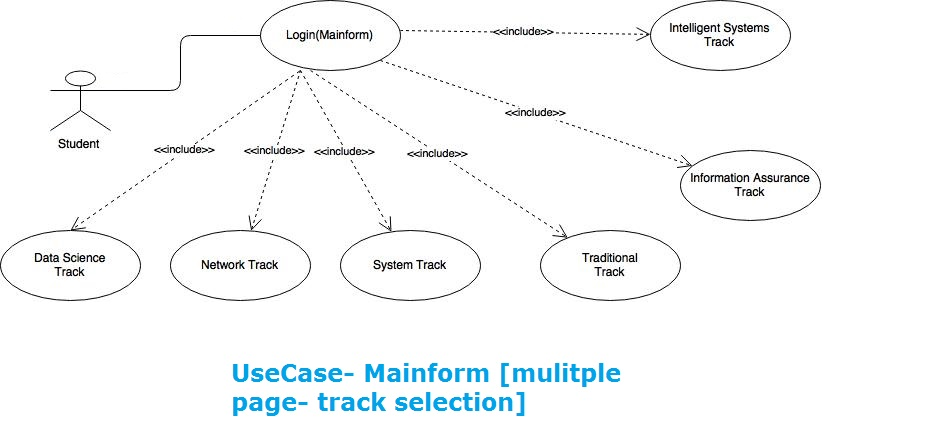 Login(Mainform)
<<include>>
Intelligent Systems
Track
<<include>>
Student
<<include>>
<<include>>
<<include>>
<<include>>
Information Assurance
Track
Data Science
Track
Network Track
System Track
Traditional
Track
UseCase- Mainform [mulitple
page- track selection]